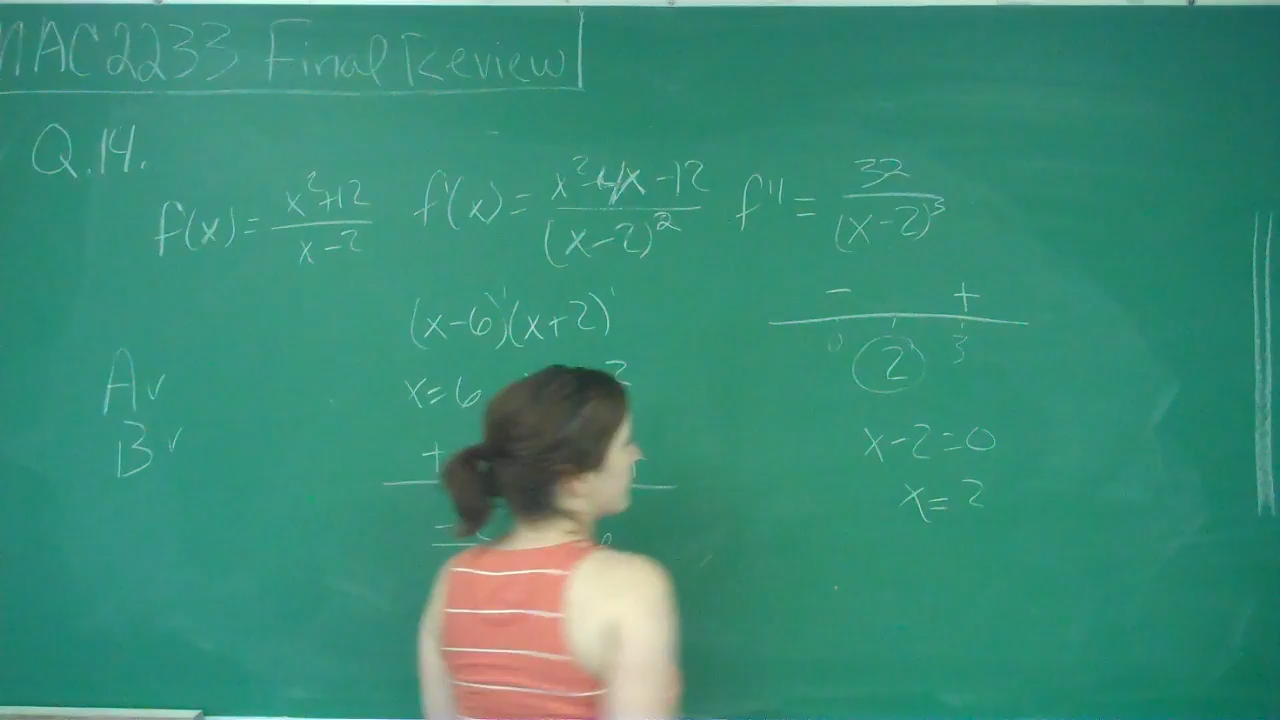 MAC2233 Final Review
Q.14.
f(x) = x²+12 / x-2 f'(x) = x²-4x-12 / (x-2)² f'' = 32 / (x-2)³
- +
(x-6)(x+2)
0 2 3
A✓ x=6 2
B✓ + x-2=0
x=2